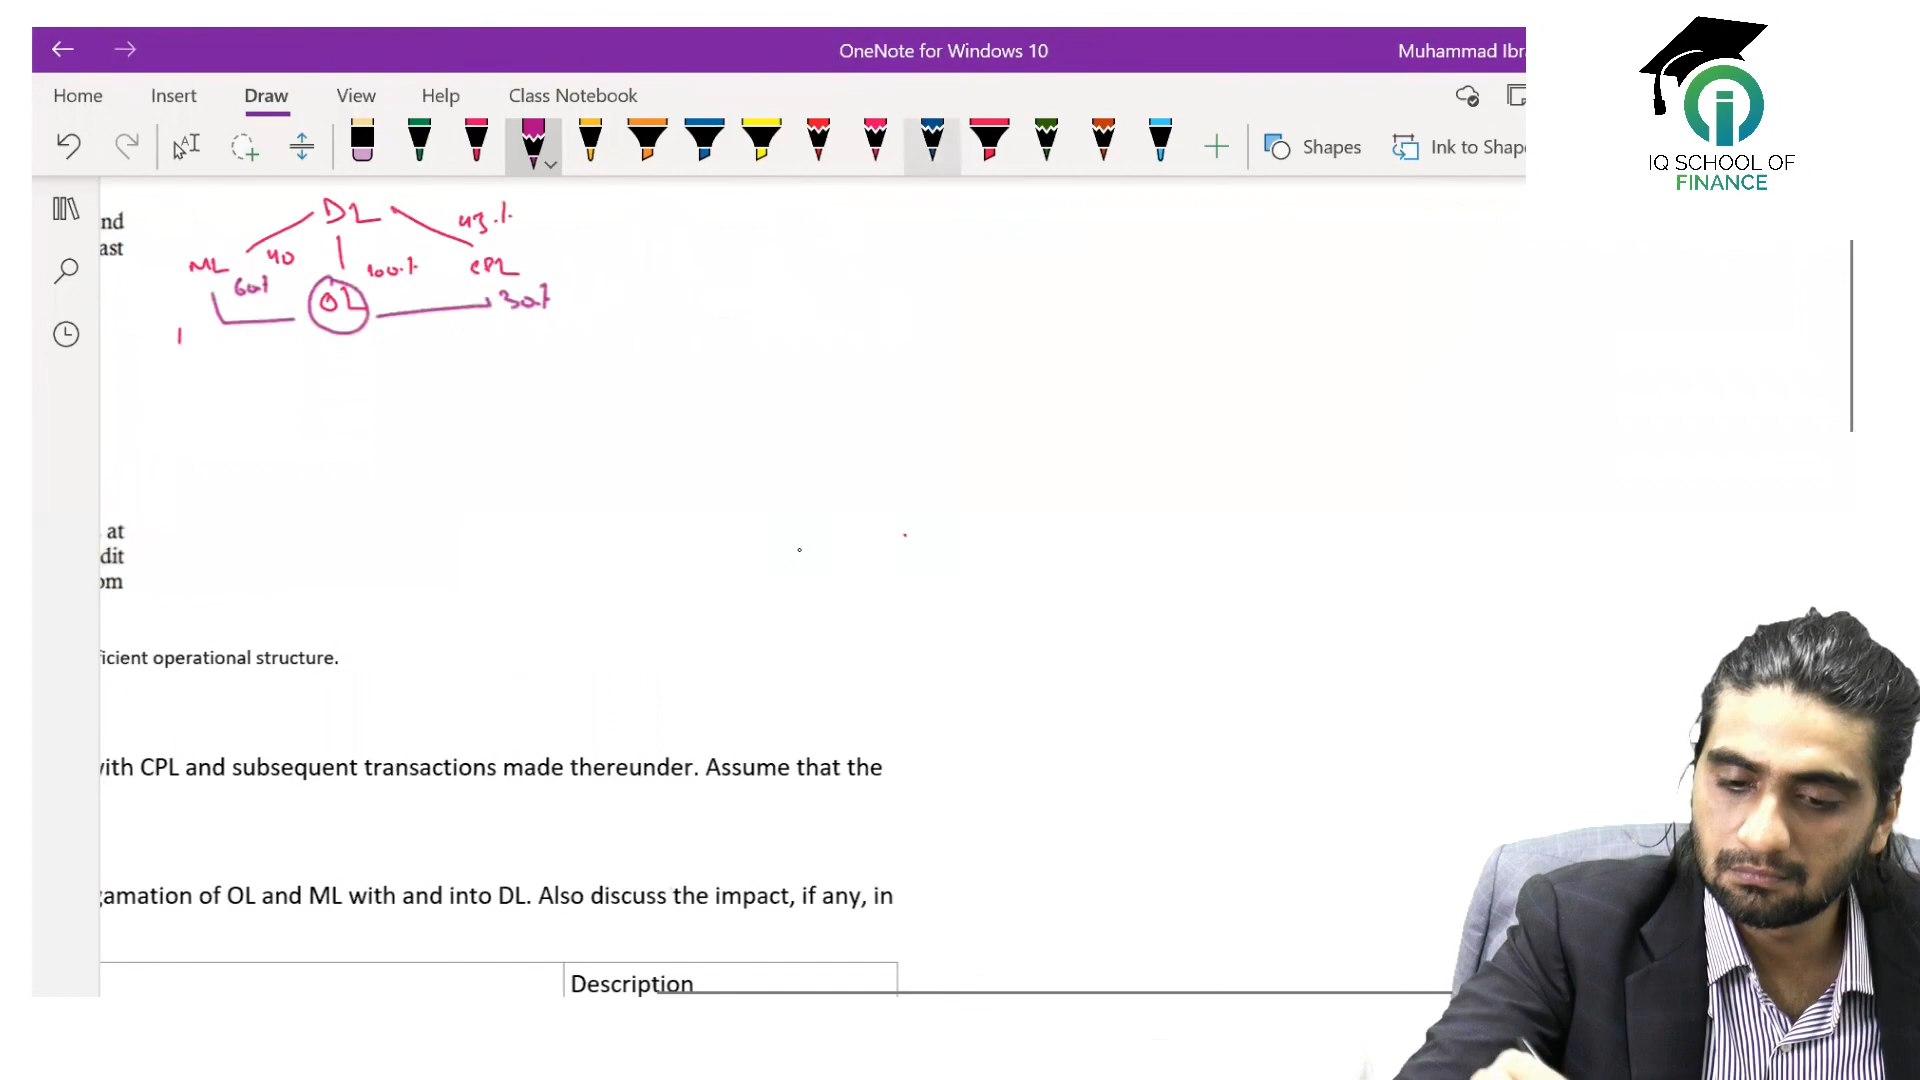 OneNote for Windows 10
Muhammad Ibr
Home Insert Draw View Help Class Notebook
Shapes Ink to Shap
IQ SCHOOL OF
FINANCE
nd
ast
DL
43%
ML 40 100% CPL
60% OL 30%
at
dit
om
ficient operational structure.
with CPL and subsequent transactions made thereunder. Assume that the
gamation of OL and ML with and into DL. Also discuss the impact, if any, in
Description